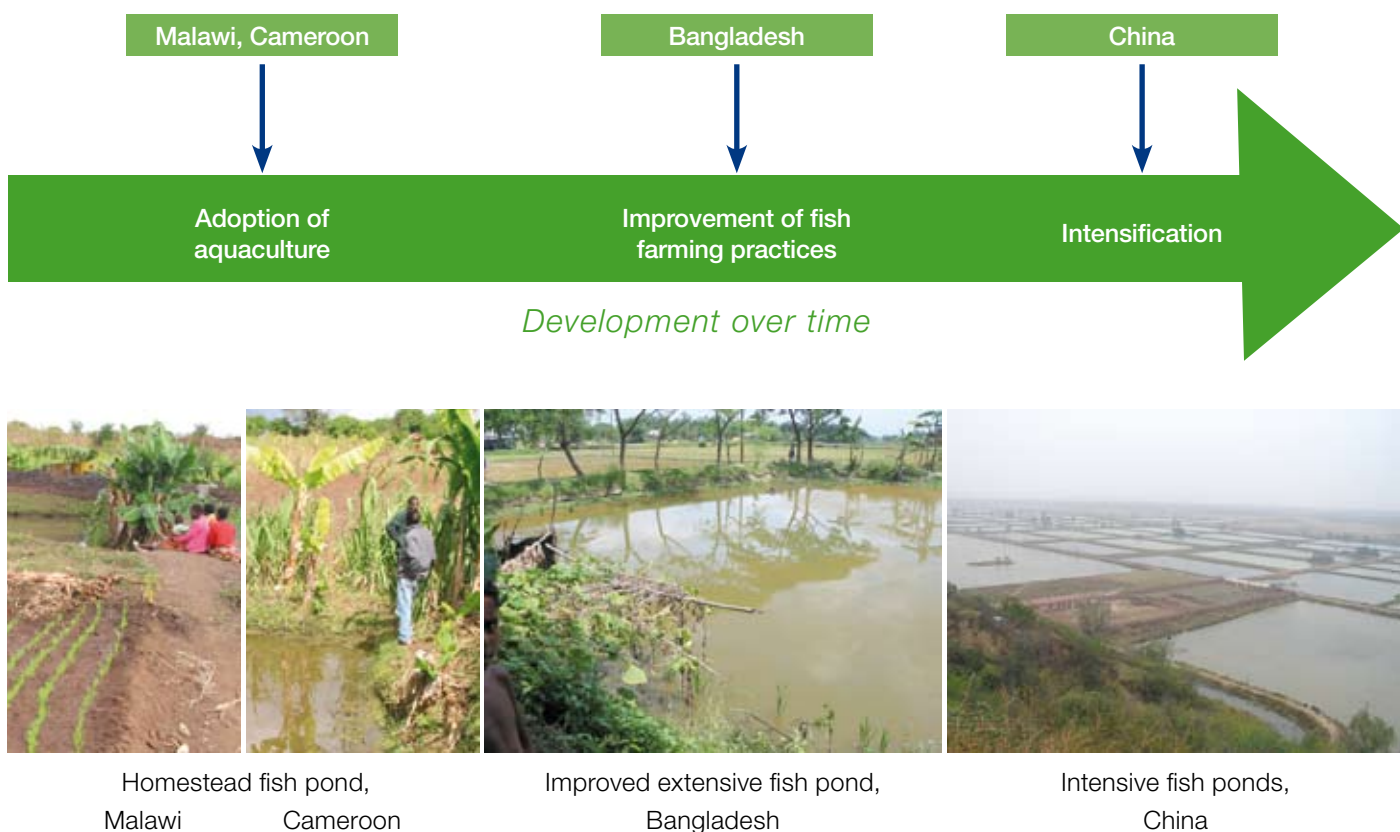 Malawi, Cameroon
Bangladesh
China
Adoption of
aquaculture
Improvement of fish
farming practices
Intensification
Development over time
Homestead fish pond,
Malawi Cameroon
Improved extensive fish pond,
Bangladesh
Intensive fish ponds,
China